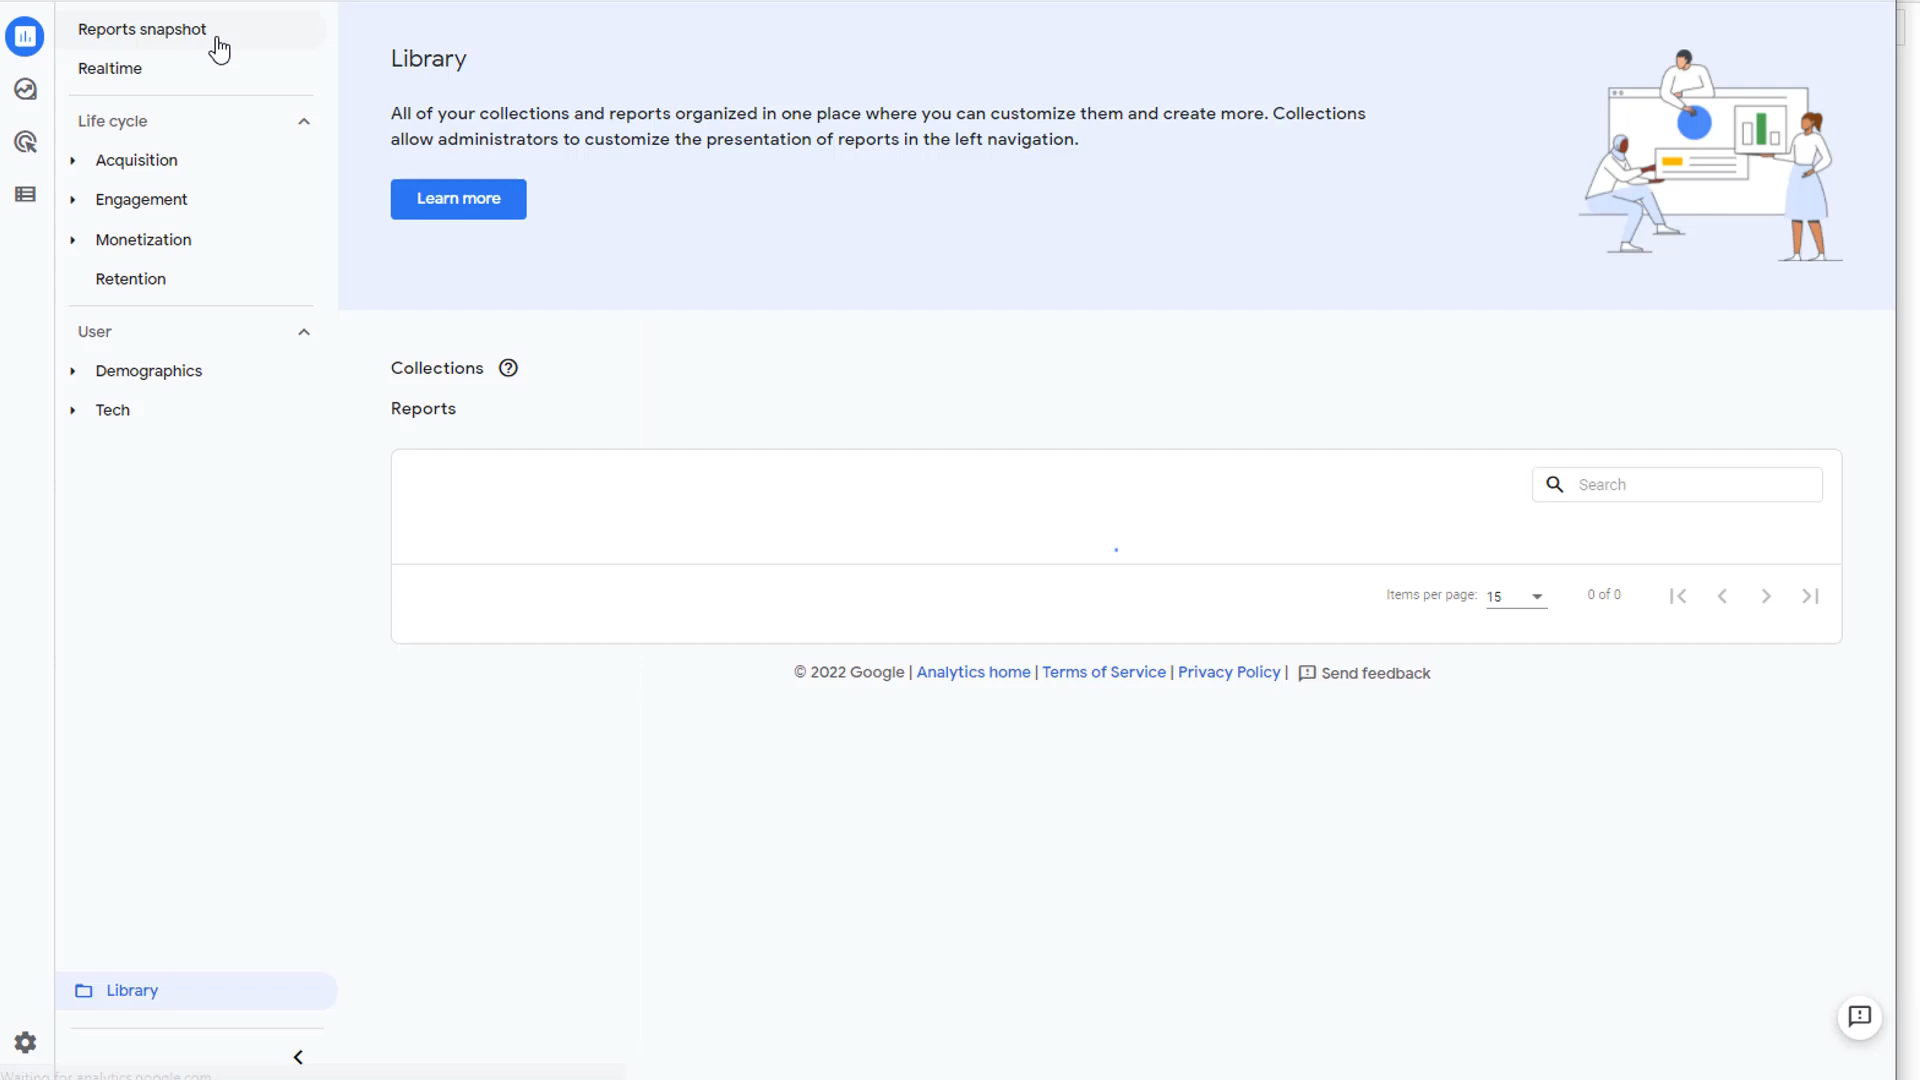 Reports snapshot
Realtime
Life cycle
Acquisition
Engagement
Monetization
Retention
User
Demographics
Tech
Library
Library
All of your collections and reports organized in one place where you can customize them and create more. Collections
allow administrators to customize the presentation of reports in the left navigation.
Learn more
Collections
Reports
Search
Items per page: 15 0 of 0
© 2022 Google | Analytics home | Terms of Service | Privacy Policy | Send feedback
Waiting for analytics.google.com